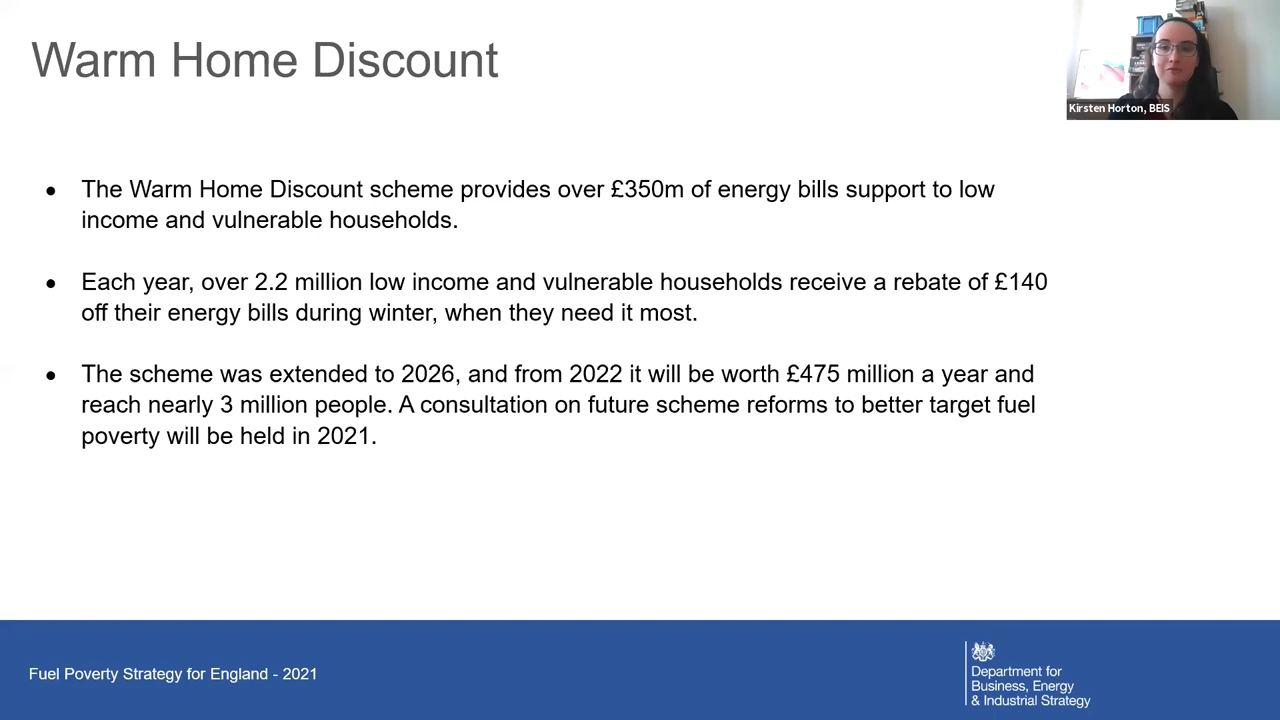 Warm Home Discount
Kirsten Horton, BEIS
• The Warm Home Discount scheme provides over £350m of energy bills support to low
income and vulnerable households.
• Each year, over 2.2 million low income and vulnerable households receive a rebate of £140
off their energy bills during winter, when they need it most.
• The scheme was extended to 2026, and from 2022 it will be worth £475 million a year and
reach nearly 3 million people. A consultation on future scheme reforms to better target fuel
poverty will be held in 2021.
Fuel Poverty Strategy for England - 2021
Department for
Business, Energy
& Industrial Strategy